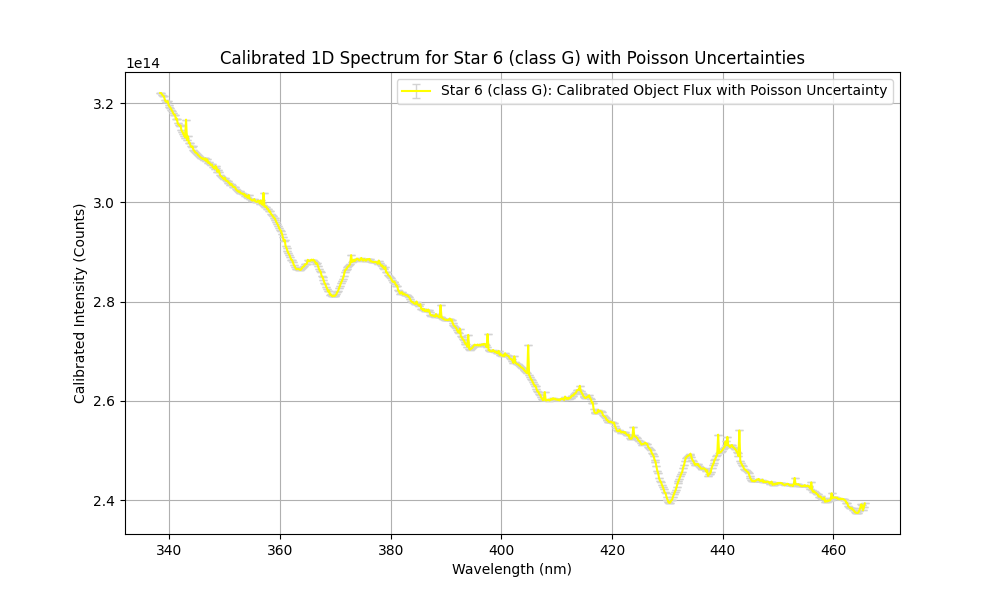 Calibrated 1D Spectrum for Star 6 (class G) with Poisson Uncertainties
1e14
Star 6 (class G): Calibrated Object Flux with Poisson Uncertainty
3.2
3.0
2.8
2.6
2.4
Calibrated Intensity (Counts)
340 360 380 400 420 440 460
Wavelength (nm)